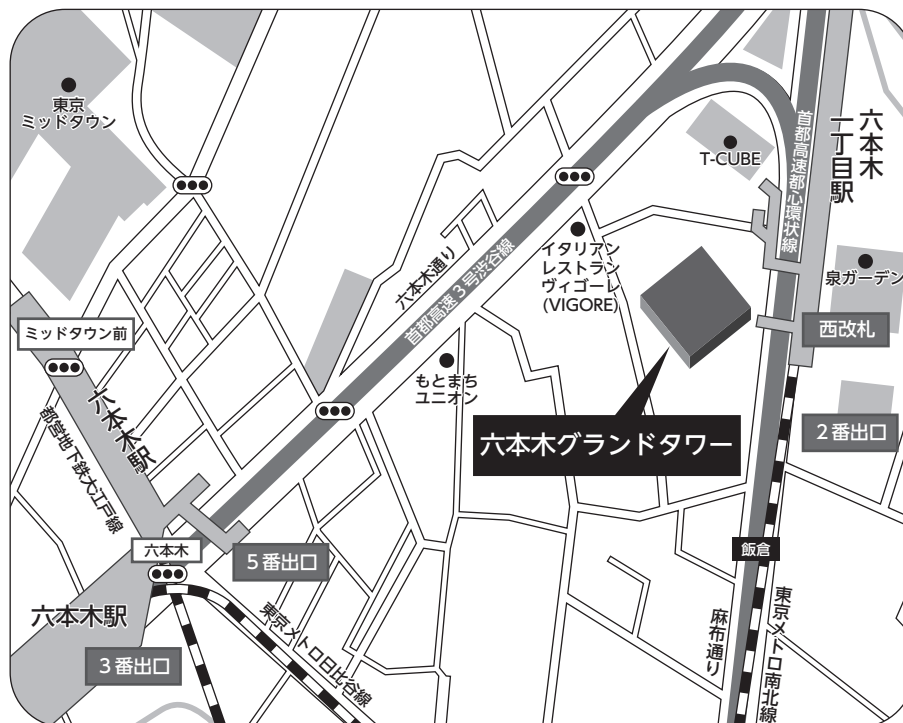 東京
ミッドタウン
T-CUBE
首都高速都心環状線
六本木
一丁目駅
六本木通り
首都高速3号渋谷線
イタリアン
レストラン
ヴィゴーレ
(VIGORE)
泉ガーデン
ミッドタウン前
西改札
もとまち
ユニオン
六本木駅
都営地下鉄大江戸線
六本木グランドタワー
2番出口
六本木
5番出口
飯倉
六本木駅
3番出口
東京メトロ日比谷線
麻布通り
東京メトロ南北線